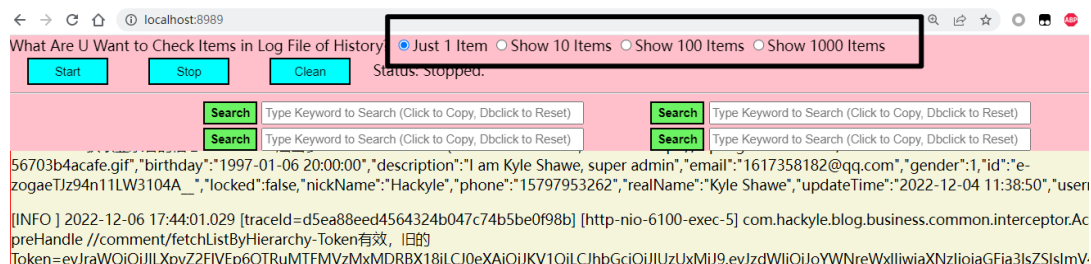 localhost:8989
ABP
What Are U Want to Check Items in Log File of History? Just 1 Item Show 10 Items Show 100 Items Show 1000 Items
Start Stop Clean Status: Stopped.
Search Type Keyword to Search (Click to Copy, Dbclick to Reset) Search Type Keyword to Search (Click to Copy, Dbclick to Reset)
Search Type Keyword to Search (Click to Copy, Dbclick to Reset) Search Type Keyword to Search (Click to Copy, Dbclick to Reset)
56703b4acafe.gif","birthday":"1997-01-06 20:00:00","description":"I am Kyle Shawe, super admin","email":"1617358182@qq.com","gender":1,"id":"e-
zogaeTJz94n11LW3104A__","locked":false,"nickName":"Hackyle","phone":"15797953262","realName":"Kyle Shawe","updateTime":"2022-12-04 11:38:50","usern
[INFO ] 2022-12-06 17:44:01.029 [traceId=d5ea88eed4564324b047c74b5be0f98b] [http-nio-6100-exec-5] com.hackyle.blog.business.common.interceptor.Ac
preHandle //comment/fetchListByHierarchy-Token有效，旧的